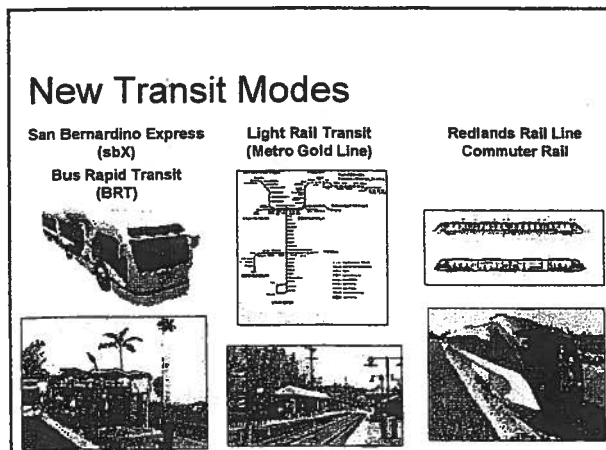 New Transit Modes
San Bernardino Express
(sbX)
Bus Rapid Transit
(BRT)
Light Rail Transit
(Metro Gold Line)
Redlands Rail Line
Commuter Rail